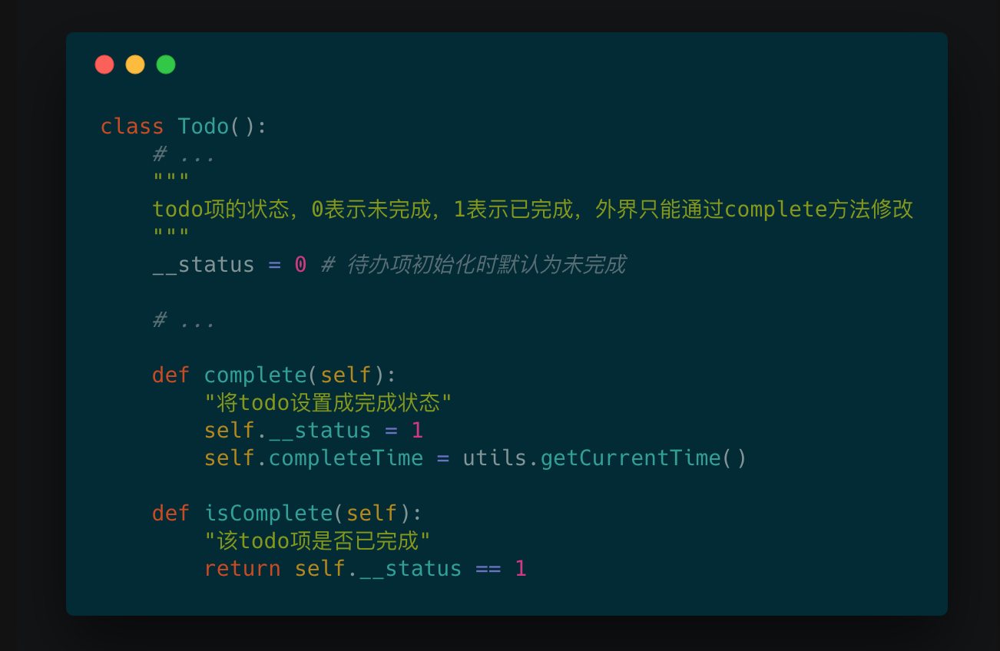 class Todo():
    # ...
    """
    todo项的状态，0表示未完成，1表示已完成，外界只能通过complete方法修改
    """
    __status = 0 # 待办项初始化时默认为未完成
    # ...
    def complete(self):
        "将todo设置成完成状态"
        self.__status = 1
        self.completeTime = utils.getCurrentTime()
    def isComplete(self):
        "该todo项是否已完成"
        return self.__status == 1